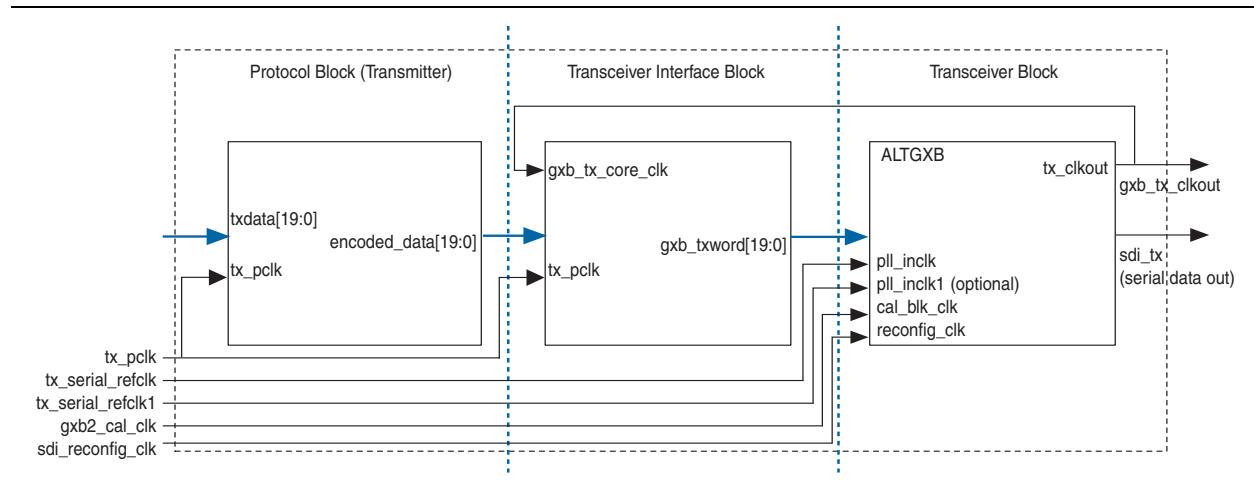 Protocol Block (Transmitter)
Transceiver Interface Block
Transceiver Block
txdata[19:0]
encoded_data[19:0]
tx_pclk
gxb_tx_core_clk
gxb_txword[19:0]
tx_pclk
ALTGXB
tx_clkout
pll_inclk
pll_inclk1 (optional)
cal_blk_clk
reconfig_clk
gxb_tx_clkout
sdi_tx
(serial data out)
tx_pclk
tx_serial_refclk
tx_serial_refclk1
gxb2_cal_clk
sdi_reconfig_clk